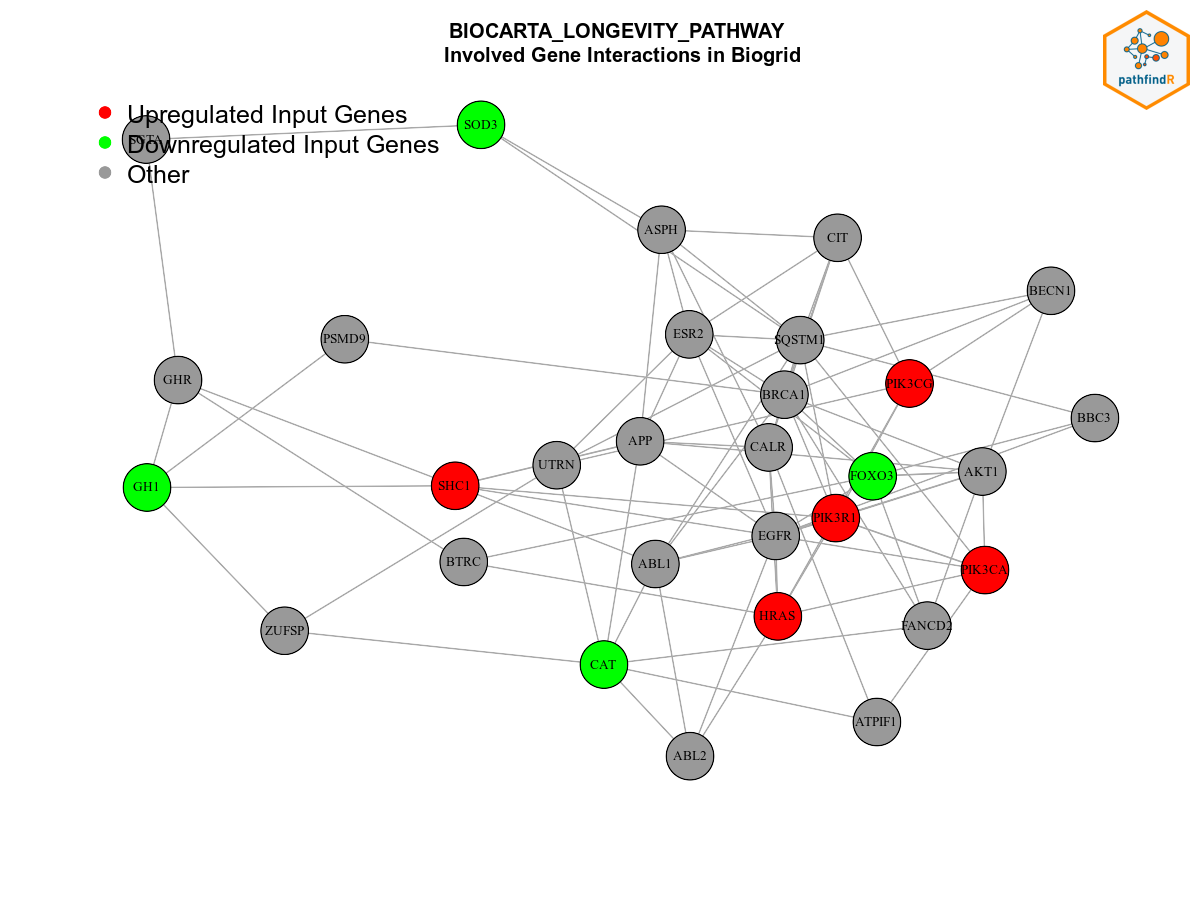 BIOCARTA_LONGEVITY_PATHWAY
Involved Gene Interactions in Biogrid
pathfindR
Upregulated Input Genes
Downregulated Input Genes
Other
SOD3
ASPH
CIT
BECN1
PSMD9
ESR2
SQSTM1
GHR
PIK3CG
BRCA1
BBC3
APP
CALR
UTRN
AKT1
FOXO3
GH1
SHC1
PIK3R1
EGFR
BTRC
ABL1
PIK3CA
HRAS
FANCD2
ZUFSP
CAT
ATPIF1
ABL2